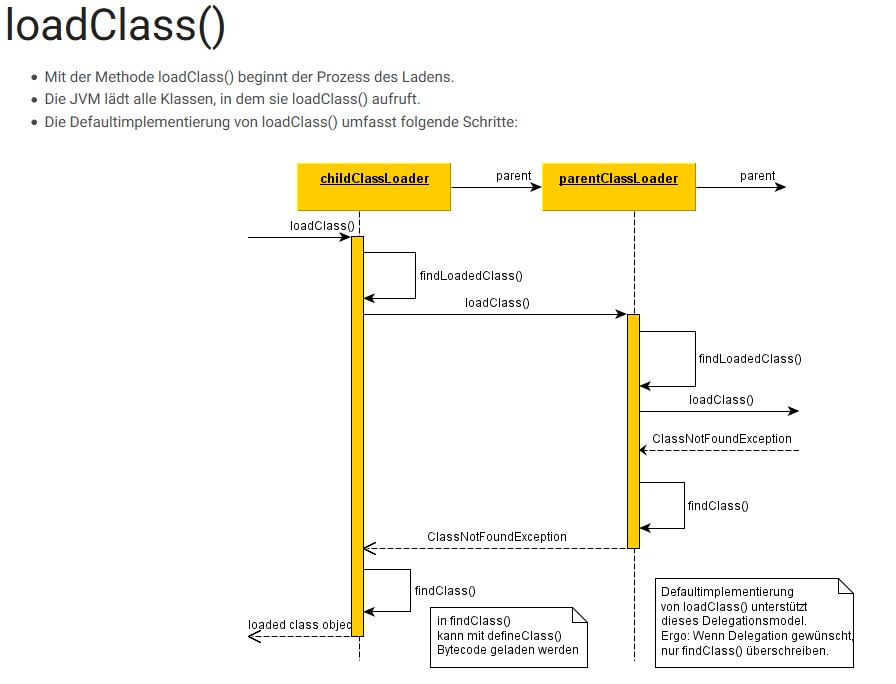 loadClass()
Mit der Methode loadClass() beginnt der Prozess des Ladens.
Die JVM lädt alle Klassen, in dem sie loadClass() aufruft.
Die Defaultimplementierung von loadClass() umfasst folgende Schritte:
childClassLoader
parent
parentClassLoader
parent
loadClass()
findLoadedClass()
loadClass()
findLoadedClass()
loadClass()
ClassNotFoundException
findClass()
ClassNotFoundException
findClass()
loaded class objec
in findClass()
kann mit defineClass()
Bytecode geladen werden
Defaultimplementierung
von loadClass() unterstützt
dieses Delegationsmodel.
Ergo: Wenn Delegation gewünscht,
nur findClass() überschreiben.